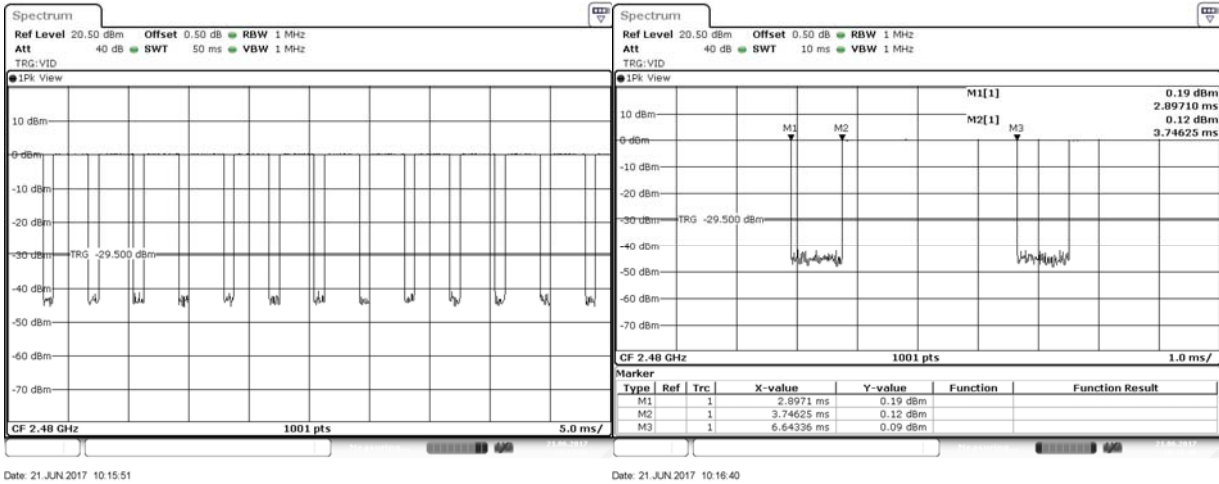 Spectrum
Ref Level 20.50 dBm Offset 0.50 dB RBW 1 MHz
Att 40 dB SWT 50 ms VBW 1 MHz
TRG:VID
1Pk View
10 dBm
0 dBm
-10 dBm
-20 dBm
TRG -29.500 dBm
-30 dBm
-40 dBm
-50 dBm
-60 dBm
-70 dBm
CF 2.48 GHz 1001 pts 5.0 ms/
Date: 21.JUN.2017 10:15:51
Spectrum
Ref Level 20.50 dBm Offset 0.50 dB RBW 1 MHz
Att 40 dB SWT 10 ms VBW 1 MHz
TRG:VID
1Pk View
M1[1] 0.19 dBm
2.89710 ms
M2[1] 0.12 dBm
3.74625 ms
10 dBm
M1 M2 M3
0 dBm
-10 dBm
-20 dBm
-30 dBm TRG -29.500 dBm
-40 dBm
-50 dBm
-60 dBm
-70 dBm
CF 2.48 GHz 1001 pts 1.0 ms/
Marker
Type Ref Trc X-value Y-value Function Function Result
M1 1 2.8971 ms 0.19 dBm
M2 1 3.74625 ms 0.12 dBm
M3 1 6.64336 ms 0.09 dBm
Date: 21.JUN.2017 10:16:40